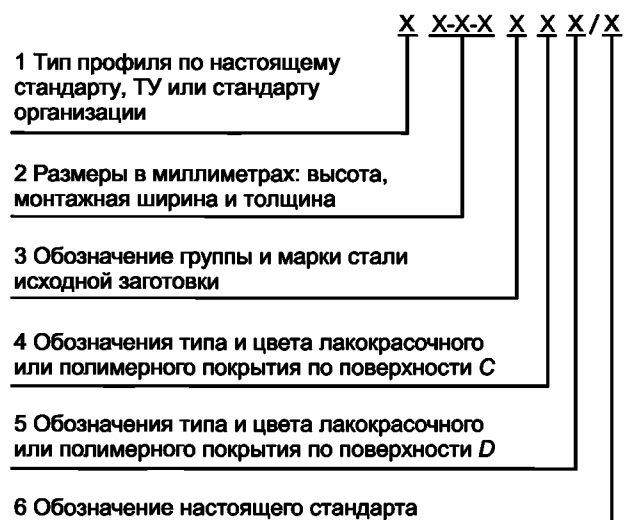 X X-X-X X X X/X
1 Тип профиля по настоящему
стандарту, ТУ или стандарту
организации
2 Размеры в миллиметрах: высота,
монтажная ширина и толщина
3 Обозначение группы и марки стали
исходной заготовки
4 Обозначения типа и цвета лакокрасочного
или полимерного покрытия по поверхности C
5 Обозначения типа и цвета лакокрасочного
или полимерного покрытия по поверхности D
6 Обозначение настоящего стандарта